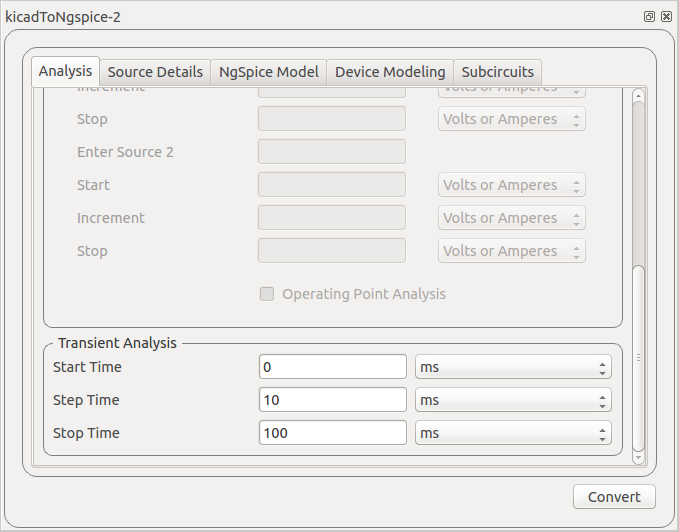 kicadToNgspice-2
Analysis Source Details NgSpice Model Device Modeling Subcircuits
Increment Volts or Amperes
Stop Volts or Amperes
Enter Source 2
Start Volts or Amperes
Increment Volts or Amperes
Stop Volts or Amperes
Operating Point Analysis
Transient Analysis
Start Time 0 ms
Step Time 10 ms
Stop Time 100 ms
Convert